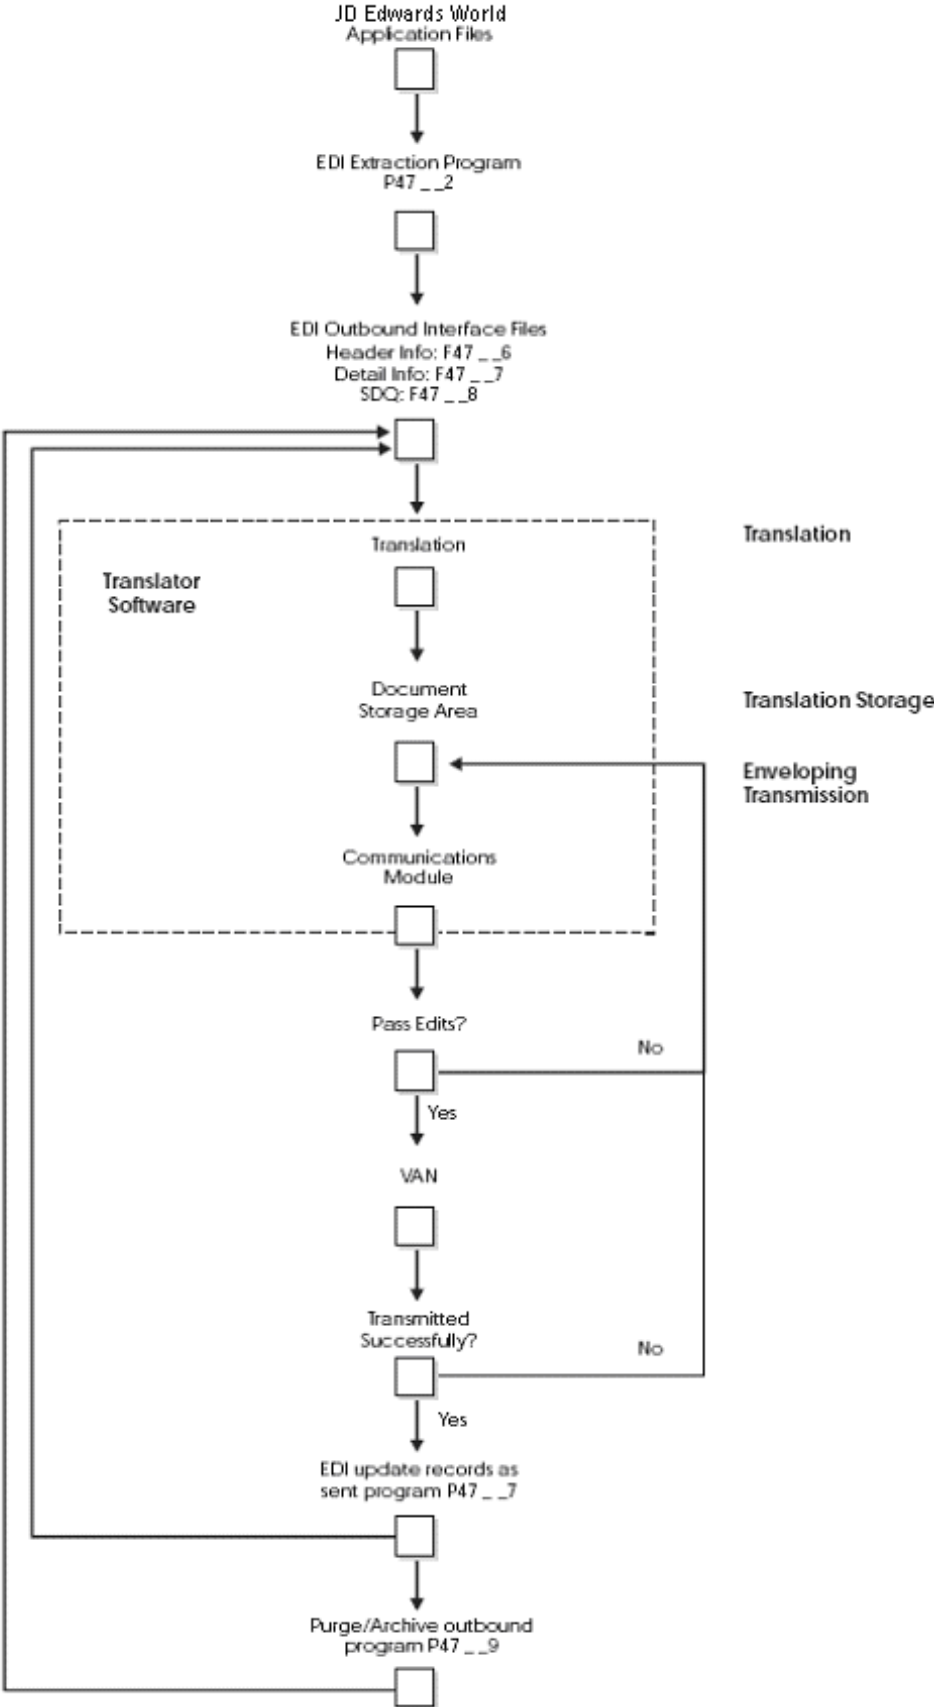 JD Edwards World
Application Files
EDI Extraction Program
P47 _ _2
EDI Outbound Interface Files
Header Info: F47 _ _6
Detail Info: F47 _ _7
SDQ: F47 _ _8
Translation
Translation
Translator
Software
Document
Storage Area
Translation Storage
Enveloping
Transmission
Communications
Module
Pass Edits?
No
Yes
VAN
Transmitted
Successfully?
No
Yes
EDI update records as
sent program P47 _ _7
Purge/Archive outbound
program P47 _ _9